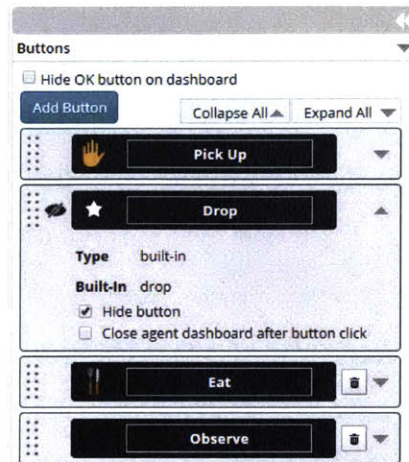 Buttons
Hide OK button on dashboard
Add Button
Collapse All
Expand All
Pick Up
Drop
Type built-in
Built-In drop
Hide button
Close agent dashboard after button click
Eat
Observe